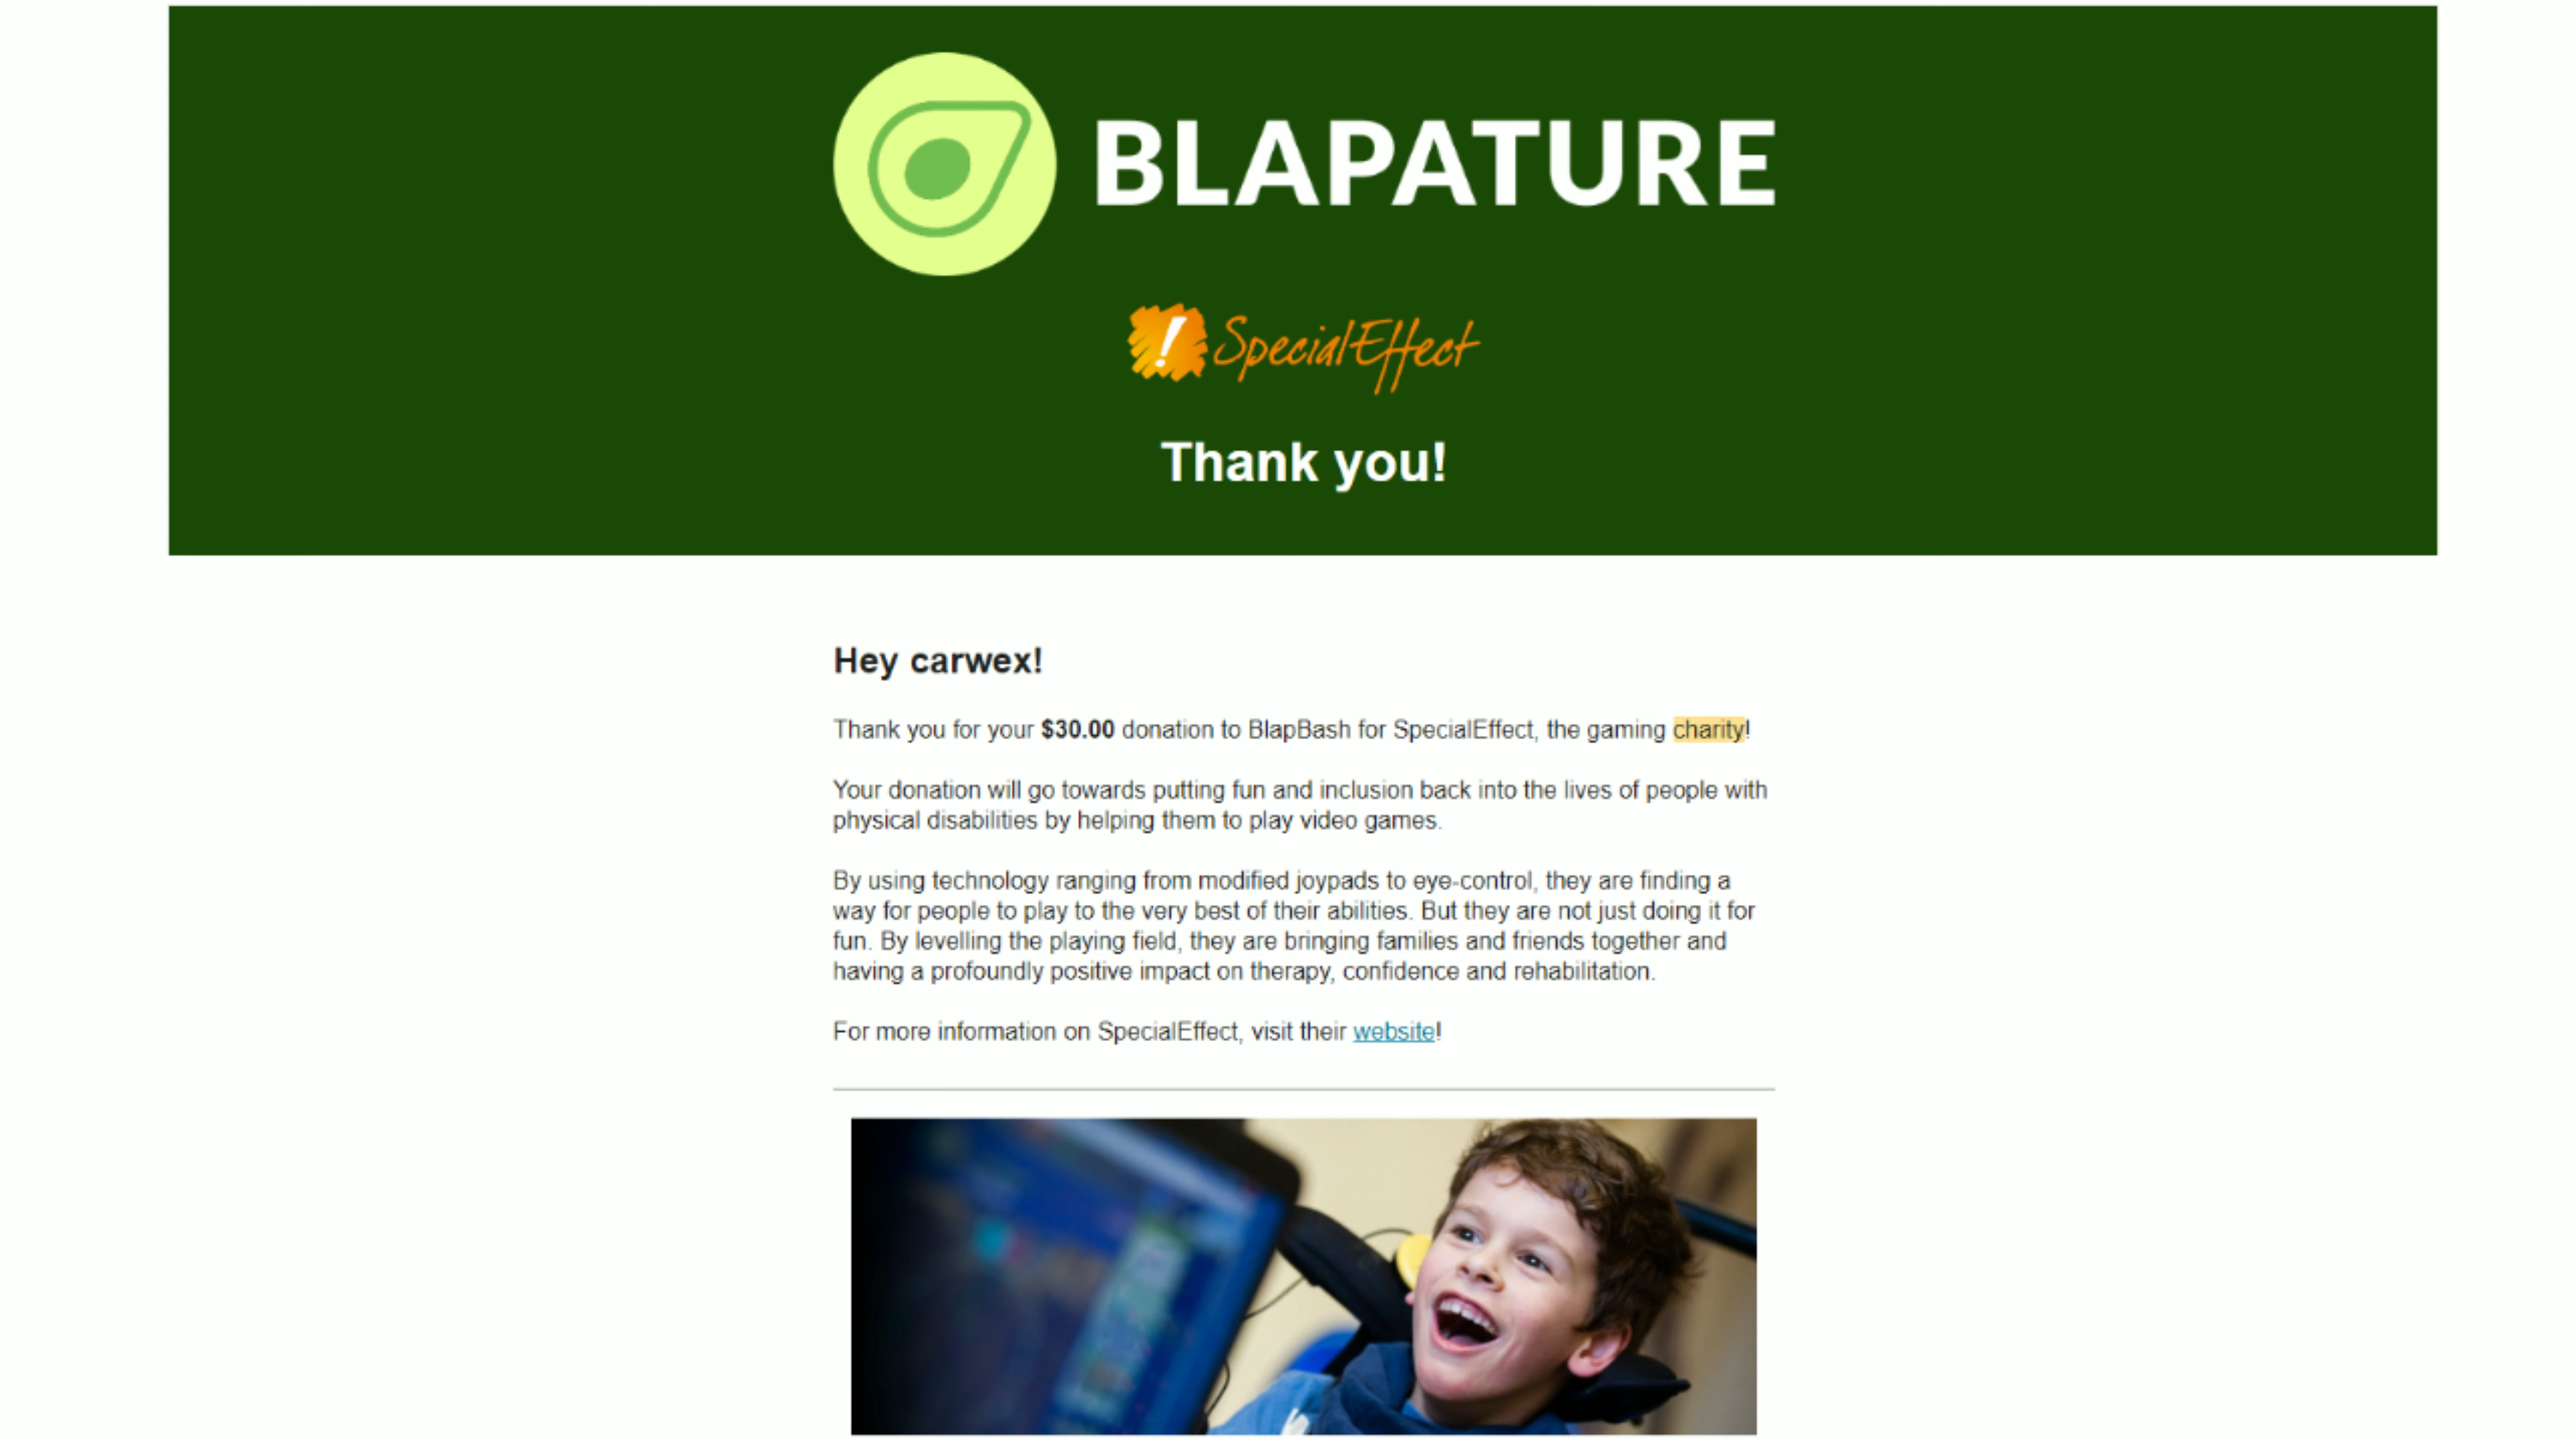 BLAPATURE
! SpecialEffect
Thank you!
Hey carwex!
Thank you for your $30.00 donation to BlapBash for SpecialEffect, the gaming charity!
Your donation will go towards putting fun and inclusion back into the lives of people with
physical disabilities by helping them to play video games.
By using technology ranging from modified joypads to eye-control, they are finding a
way for people to play to the very best of their abilities. But they are not just doing it for
fun. By levelling the playing field, they are bringing families and friends together and
having a profoundly positive impact on therapy, confidence and rehabilitation.
For more information on SpecialEffect, visit their website!